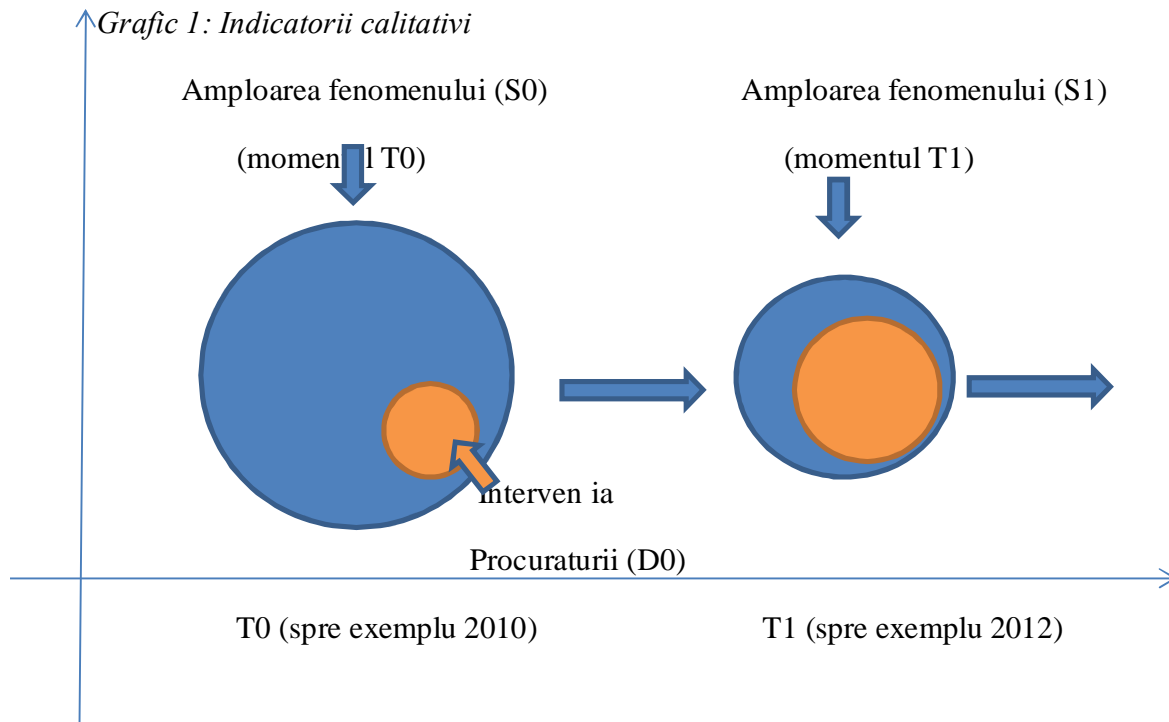 Grafic 1: Indicatorii calitativi
Amploarea fenomenului (S0)
(momen l T0)
Amploarea fenomenului (S1)
(momentul T1)
Interven ia
Procuraturii (D0)
T0 (spre exemplu 2010)
T1 (spre exemplu 2012)